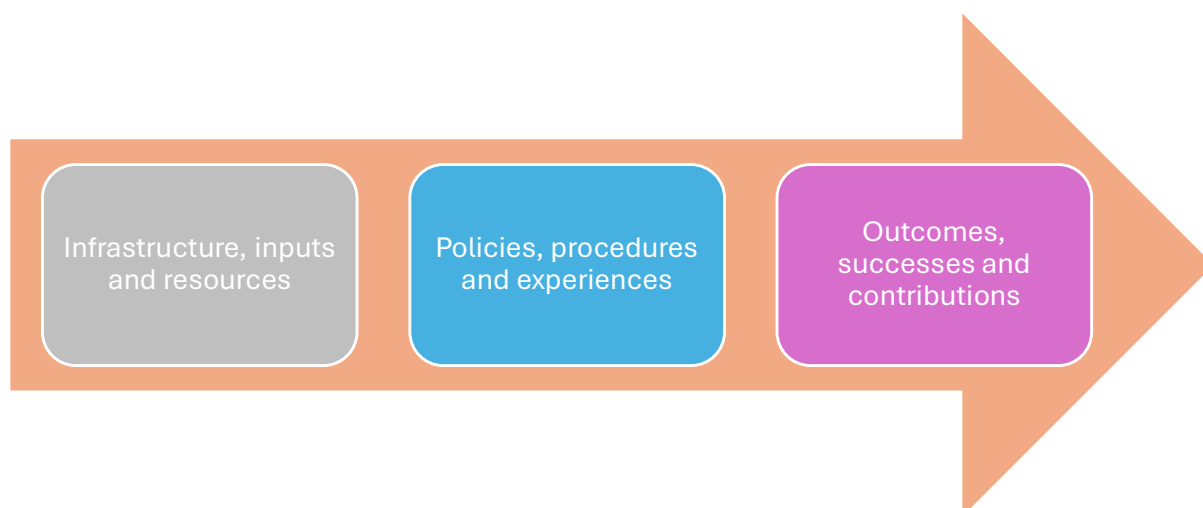 Infrastructure, inputs
and resources
Policies, procedures
and experiences
Outcomes,
successes and
contributions